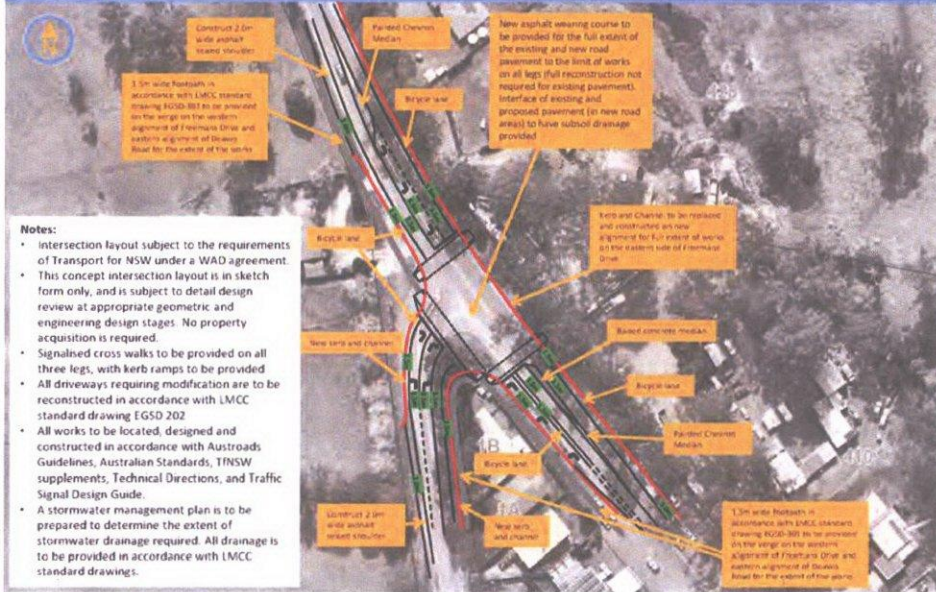 Construct 2.0m
wide asphalt
sealed shoulder
Painted Chevron
Median
New asphalt wearing course to
be provided for the full extent of
the existing and new road
pavement to the limit of works
on all legs (full reconstruction not
required for existing pavement).
Interface of existing and
proposed pavement (in new road
areas) to have subsoil drainage
provided
1.5m wide footpath in
accordance with LMCC standard
drawing EGSD-301 to be provided
on the verge on the western
alignment of Freemans Drive and
eastern alignment of
Road for the extent of the works
Bicycle lane
Kerb and Channel to be replaced
and constructed on new
alignment for full extent of works
on the eastern side of Freemans
Drive
Bicycle lane
Notes:
• Intersection layout subject to the requirements
of Transport for NSW under a WAD agreement.
• This concept intersection layout is in sketch
form only, and is subject to detail design
review at appropriate geometric and
engineering design stages. No property
acquisition is required.
• Signalised cross walks to be provided on all
three legs, with kerb ramps to be provided
• All driveways requiring modification are to be
reconstructed in accordance with LMCC
standard drawing EGSD 202
• All works to be located, designed and
constructed in accordance with Austroads
Guidelines, Australian Standards, TfNSW
supplements, Technical Directions, and Traffic
Signal Design Guide.
• A stormwater management plan is to be
prepared to determine the extent of
stormwater drainage required. All drainage is
to be provided in accordance with LMCC
standard drawings.
New kerb and channel
Raised concrete median
Bicycle lane
Painted Chevron
Median
Bicycle lane
Construct 2.0m
wide asphalt
sealed shoulder
New kerb
and channel
1.5m wide footpath in
accordance with LMCC standard
drawing EGSD-301 to be provided
on the verge on the western
alignment of Freemans Drive and
eastern alignment of
Road for the extent of the works